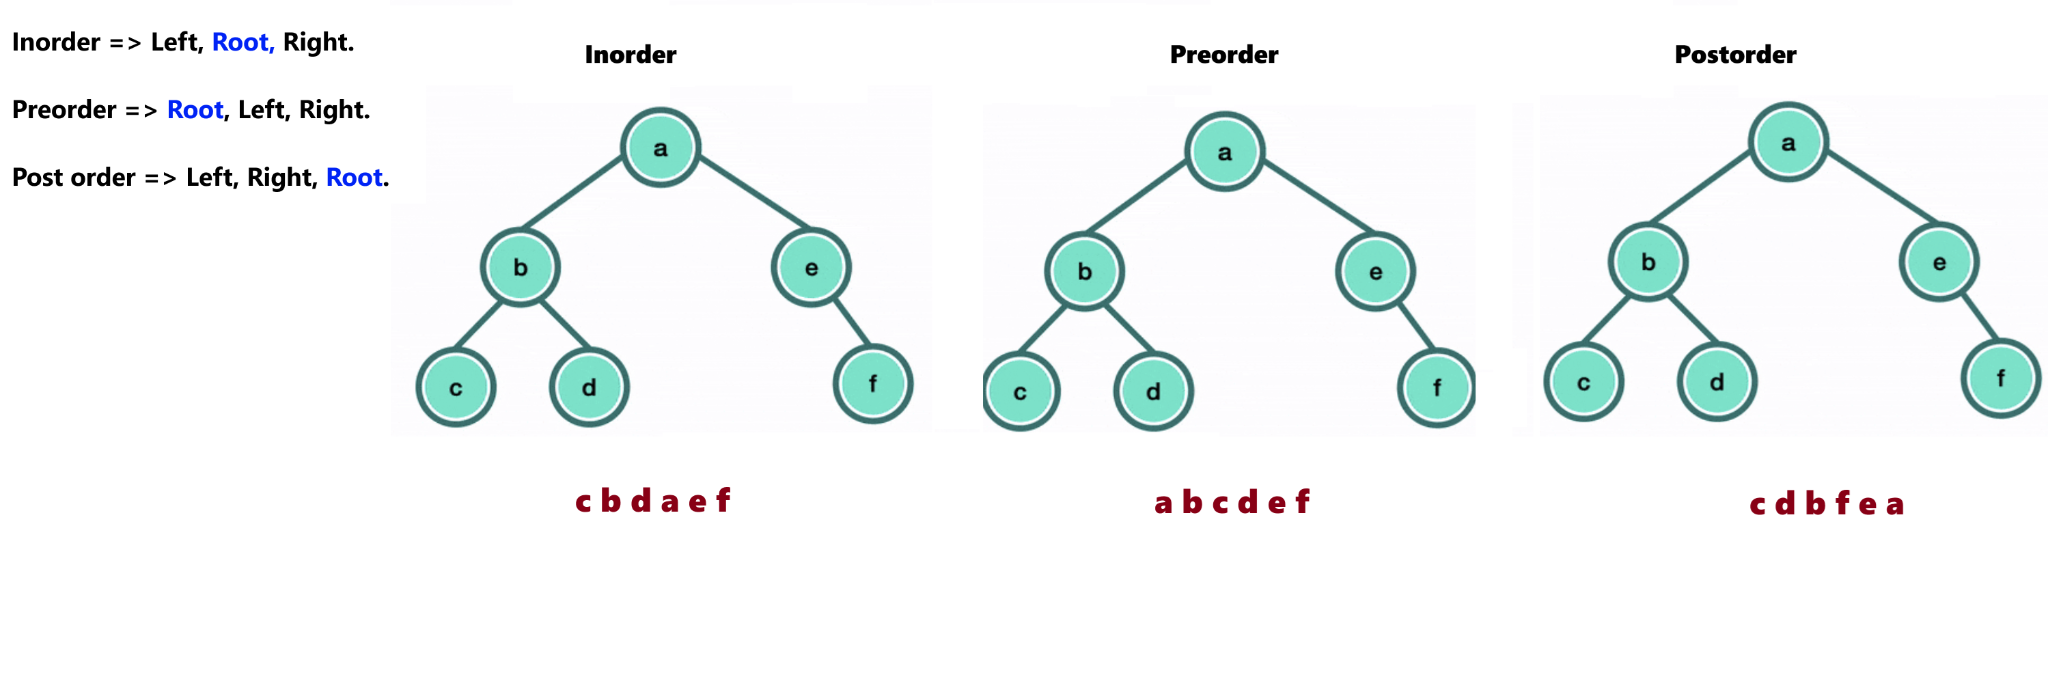 Inorder => Left, Root, Right.
Preorder => Root, Left, Right.
Post order => Left, Right, Root.
Inorder
a
b
e
c
d
f
c b d a e f
Preorder
a
b
e
c
d
f
a b c d e f
Postorder
a
b
e
c
d
f
c d b f e a